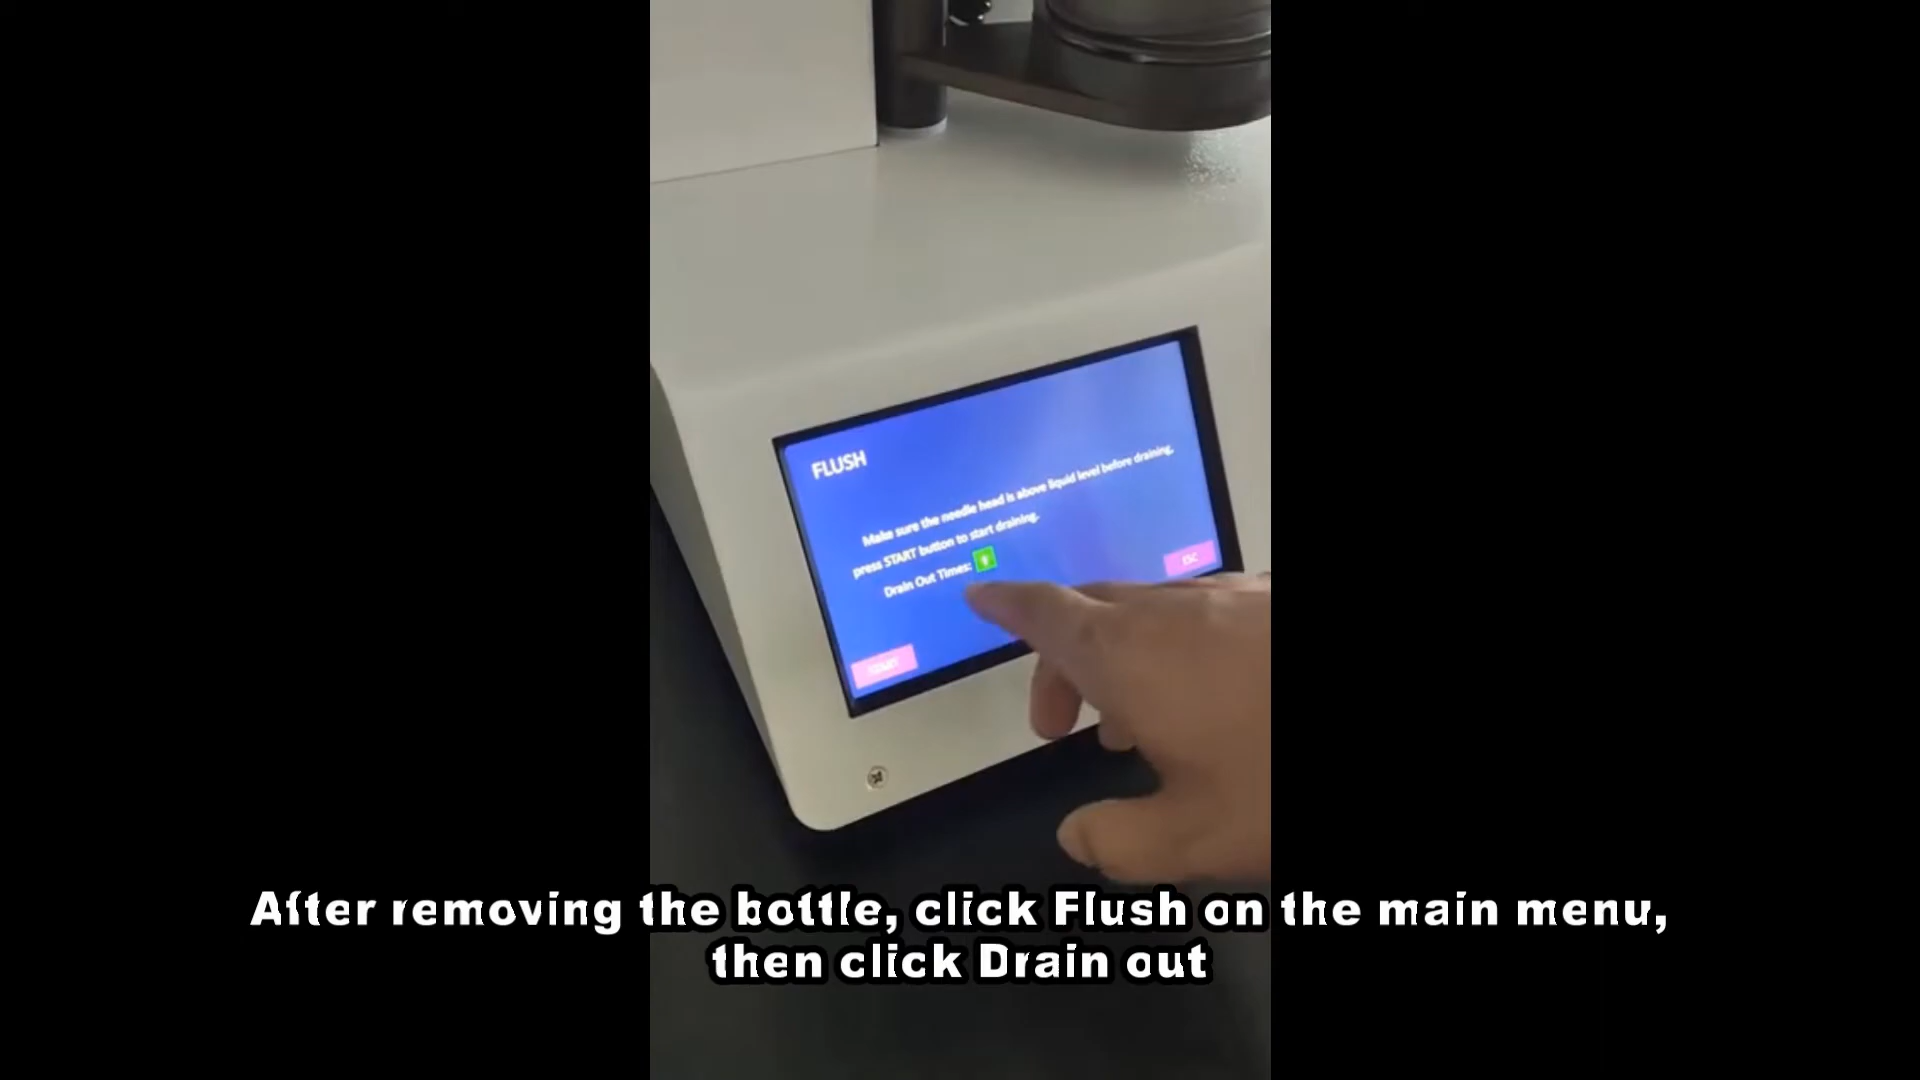 FLUSH
Make sure the needle head is above liquid level before draining,
press START button to start draining.
Drain Out Times:
ESC
START
After removing the bottle, click Flush on the main menu,
then click Drain out